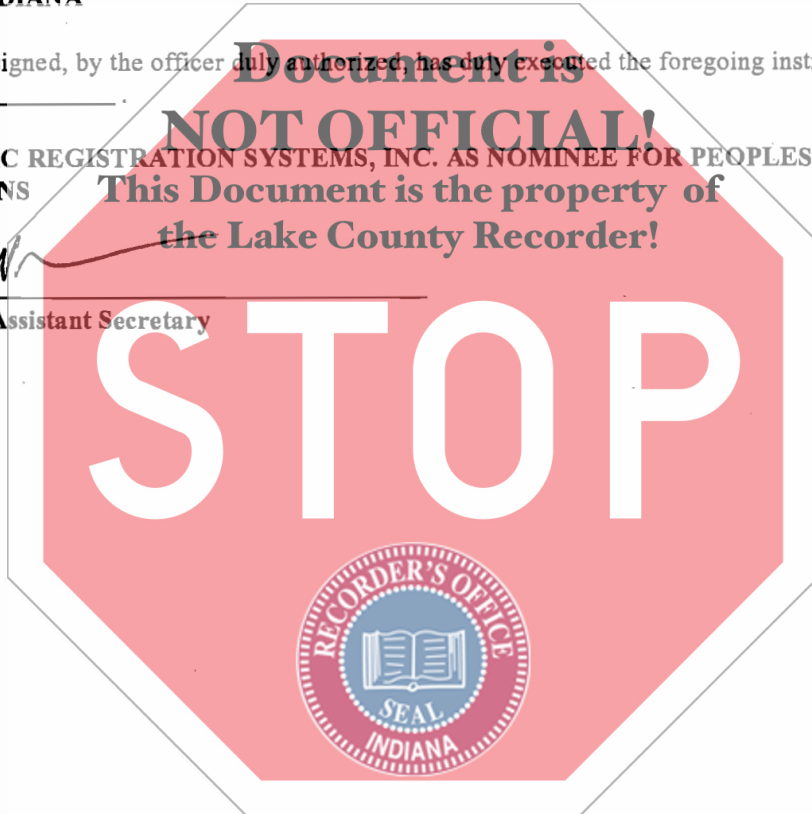 DIANA
igned, by the officer duly authorized, has duly executed the foregoing inst
Document is
NOT OFFICIAL!
C REGISTRATION SYSTEMS, INC. AS NOMINEE FOR PEOPLES
NS
This Document is the property of
the Lake County Recorder!
Assistant Secretary
STOP
RECORDER'S OFFICE
SEAL
INDIANA